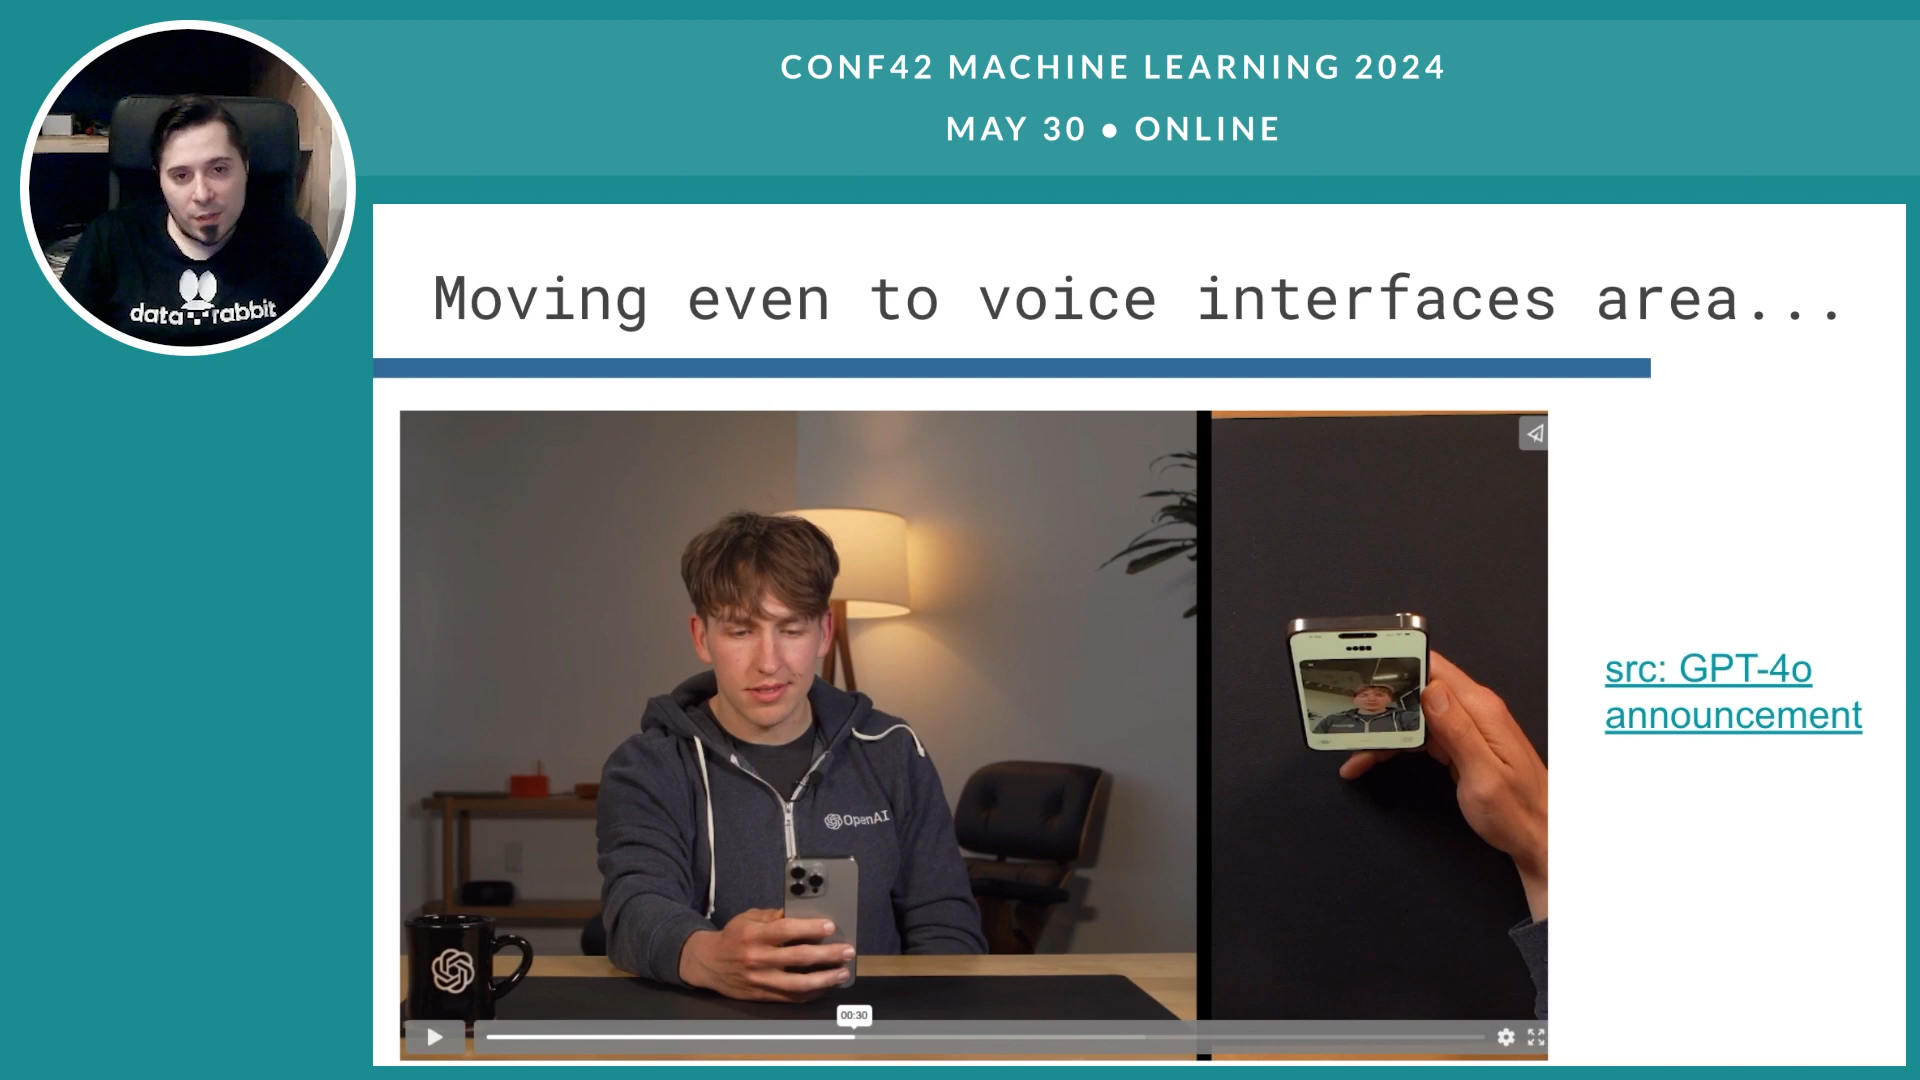 CONF42 MACHINE LEARNING 2024
MAY 30 • ONLINE
data rabbit
Moving even to voice interfaces area...
OpenAI
src: GPT-4o
announcement
00:30